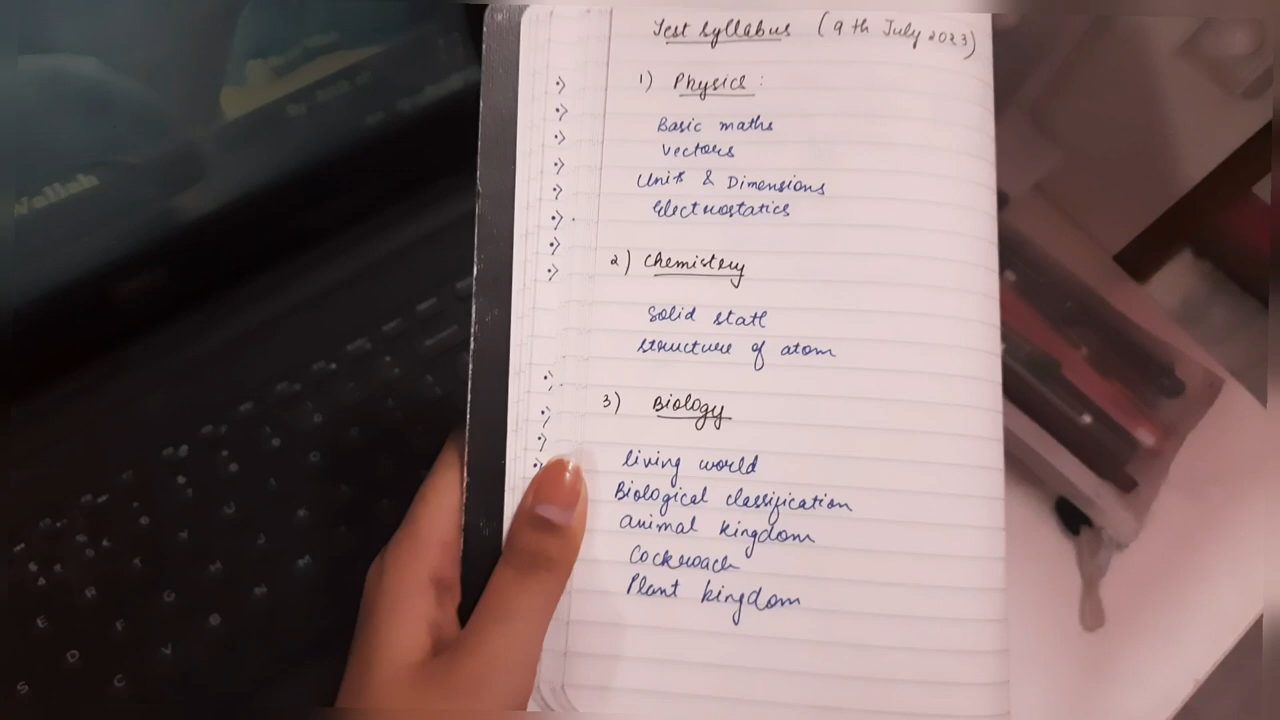 Test syllabus (9th July 2023)
1) Physics :
Basic maths
Vectors
Units & Dimensions
Electrostatics
2) Chemistry
Solid state
structure of atom
3) Biology
living world
Biological classification
animal kingdom
Cockroach
Plant kingdom
Wallah